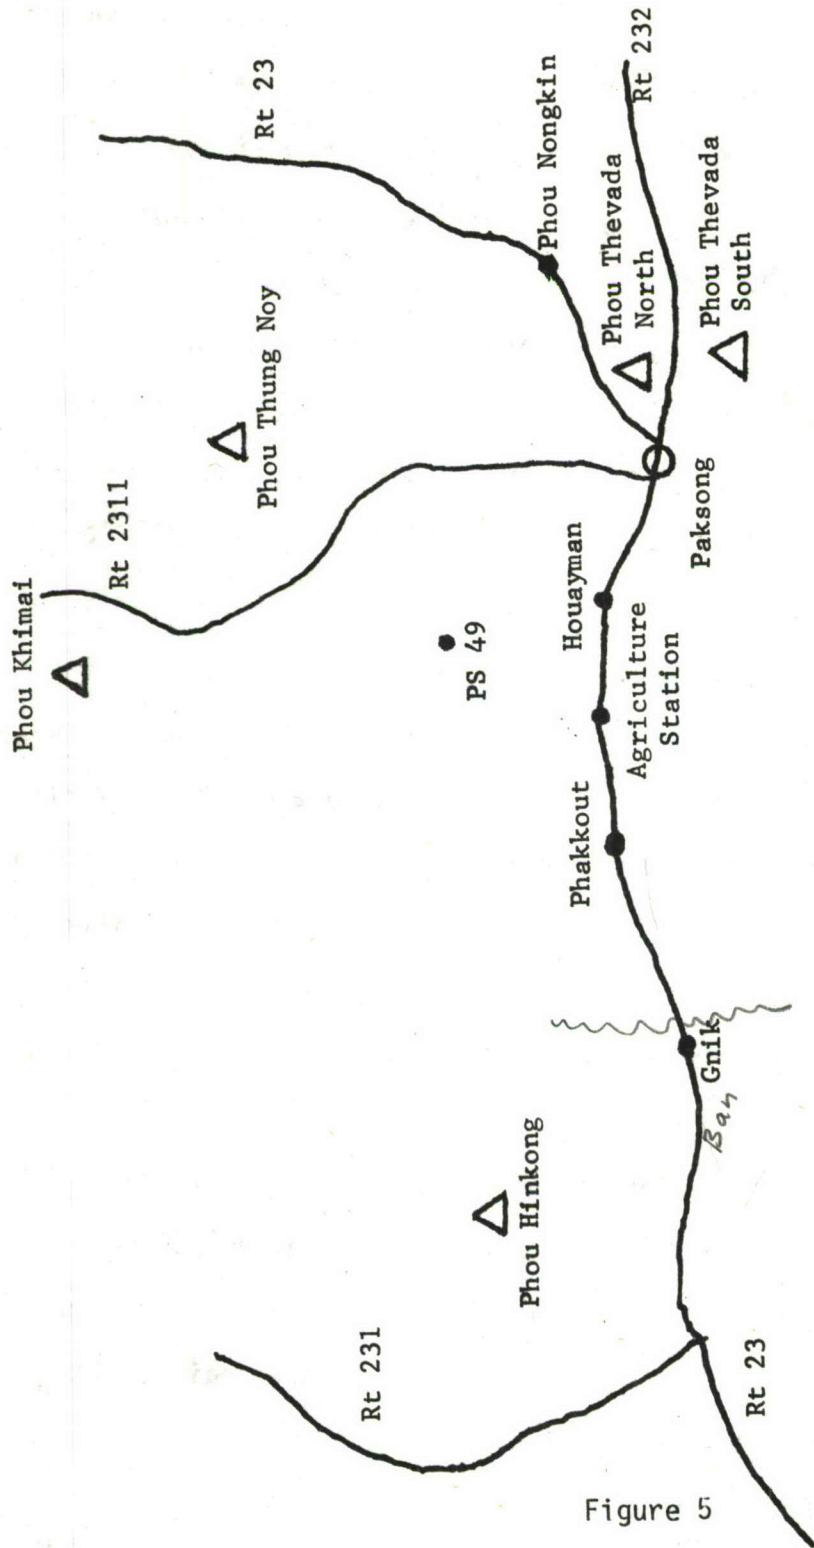 Phou Khimai
Rt 2311
Rt 23
Phou Thung Noy
Rt 231
PS 49
Phou Hinkong
Phou Nongkin
Rt 232
Phou Thevada
North
Phou Thevada
South
Houayman
Agriculture
Station
Phakkout
Paksong
Gnik
Ban
Rt 23
Figure 5